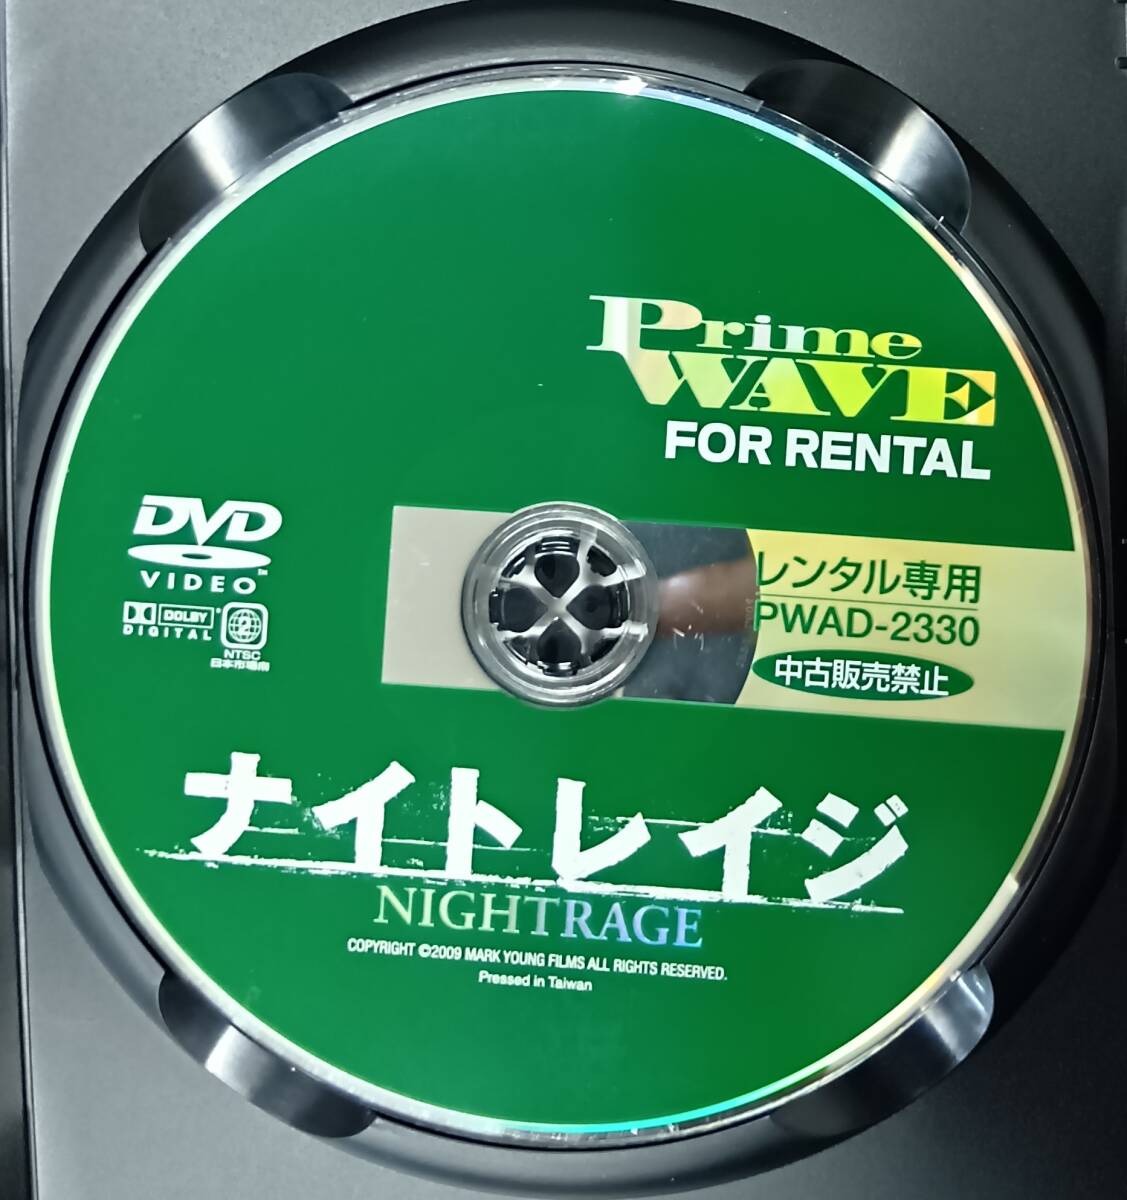 Prime
WAVE
FOR RENTAL
DVD
VIDEO™
DOLBY
DIGITAL
2
NTSC
日本市場向
レンタル専用
PWAD-2330
中古販売禁止
ナイトレイジ
NIGHTRAGE
COPYRIGHT ©2009 MARK YOUNG FILMS ALL RIGHTS RESERVED.
Pressed in Taiwan